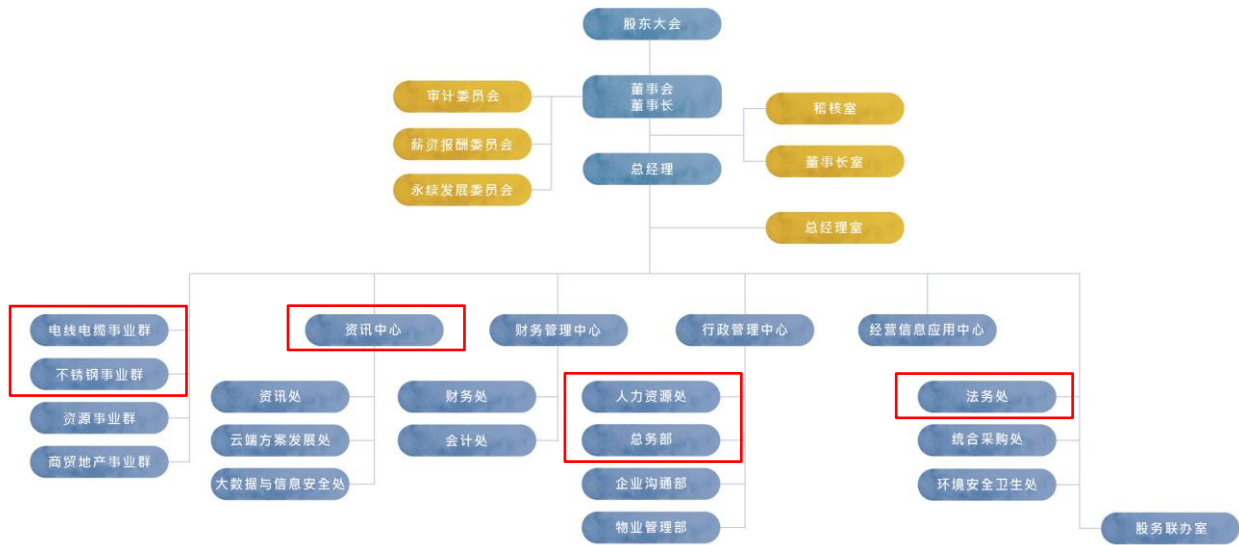 股东大会
董事会
董事长
审计委员会
薪资报酬委员会
永续发展委员会
稽核室
董事长室
总经理
总经理室
电线电缆事业群
不锈钢事业群
资源事业群
商贸地产事业群
资讯中心
资讯处
云端方案发展处
大数据与信息安全处
财务管理中心
财务处
会计处
行政管理中心
人力资源处
总务部
企业沟通部
物业管理部
经营信息应用中心
法务处
统合采购处
环境安全卫生处
股务联办室